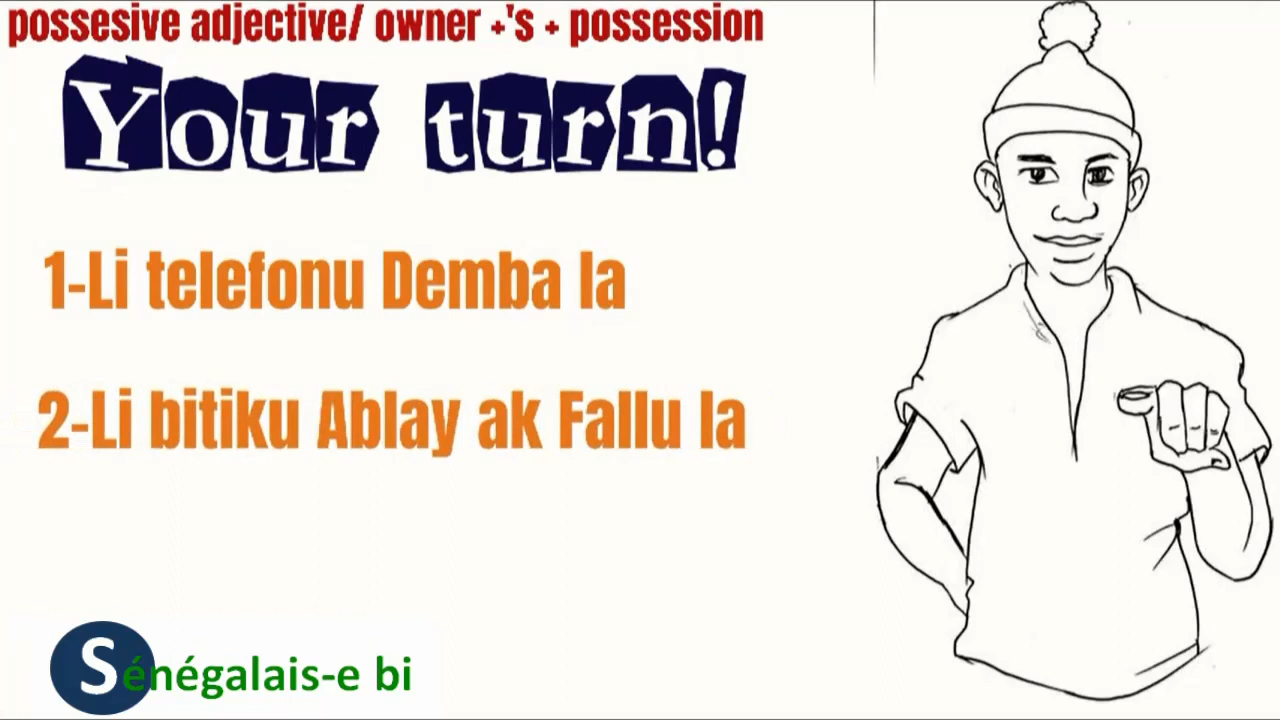 possesive adjective/ owner +'s + possession
Your turn!
1-Li telefonu Demba la
2-Li bitiku Ablay ak Fallu la
Sénégalais-e bi